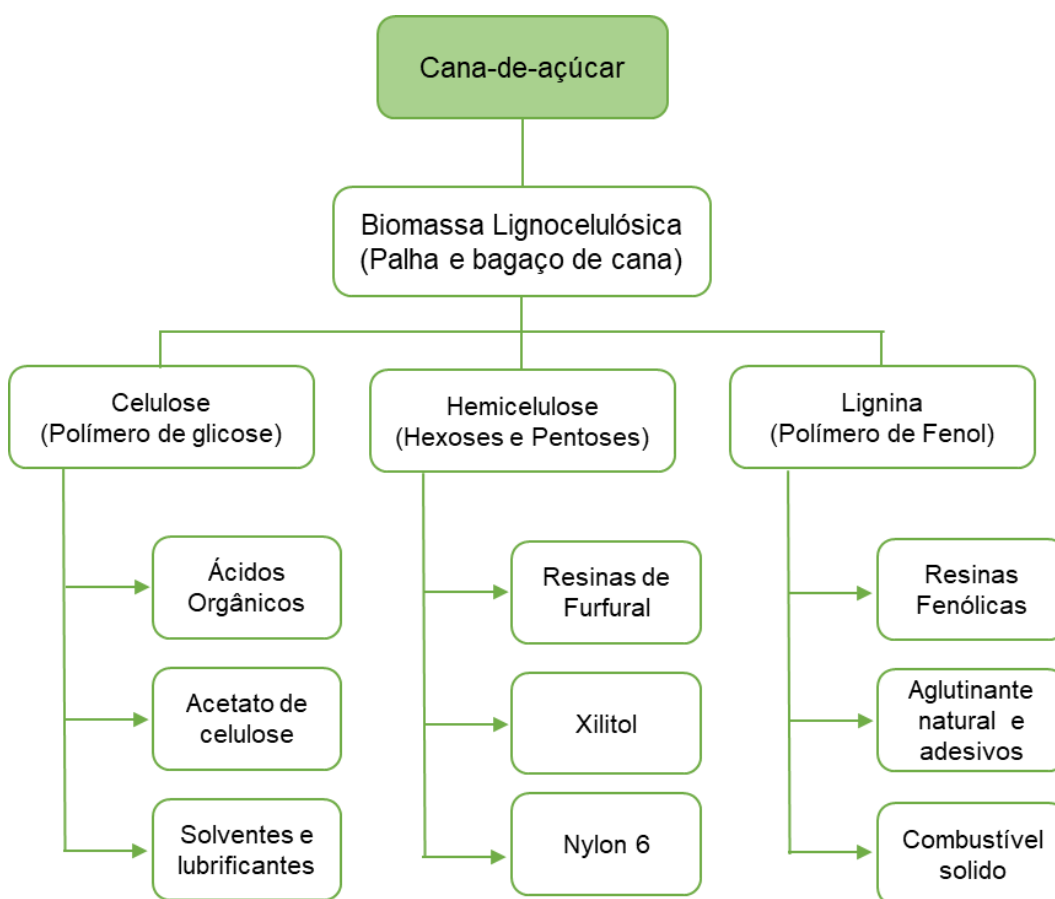 Cana-de-açúcar
Biomassa Lignocelulósica
(Palha e bagaço de cana)
Celulose
(Polímero de glicose)
Hemicelulose
(Hexoses e Pentoses)
Lignina
(Polímero de Fenol)
Ácidos
Orgânicos
Acetato de
celulose
Solventes e
lubrificantes
Resinas de
Furfural
Xilitol
Nylon 6
Resinas
Fenólicas
Aglutinante
natural e
adesivos
Combustível
solido